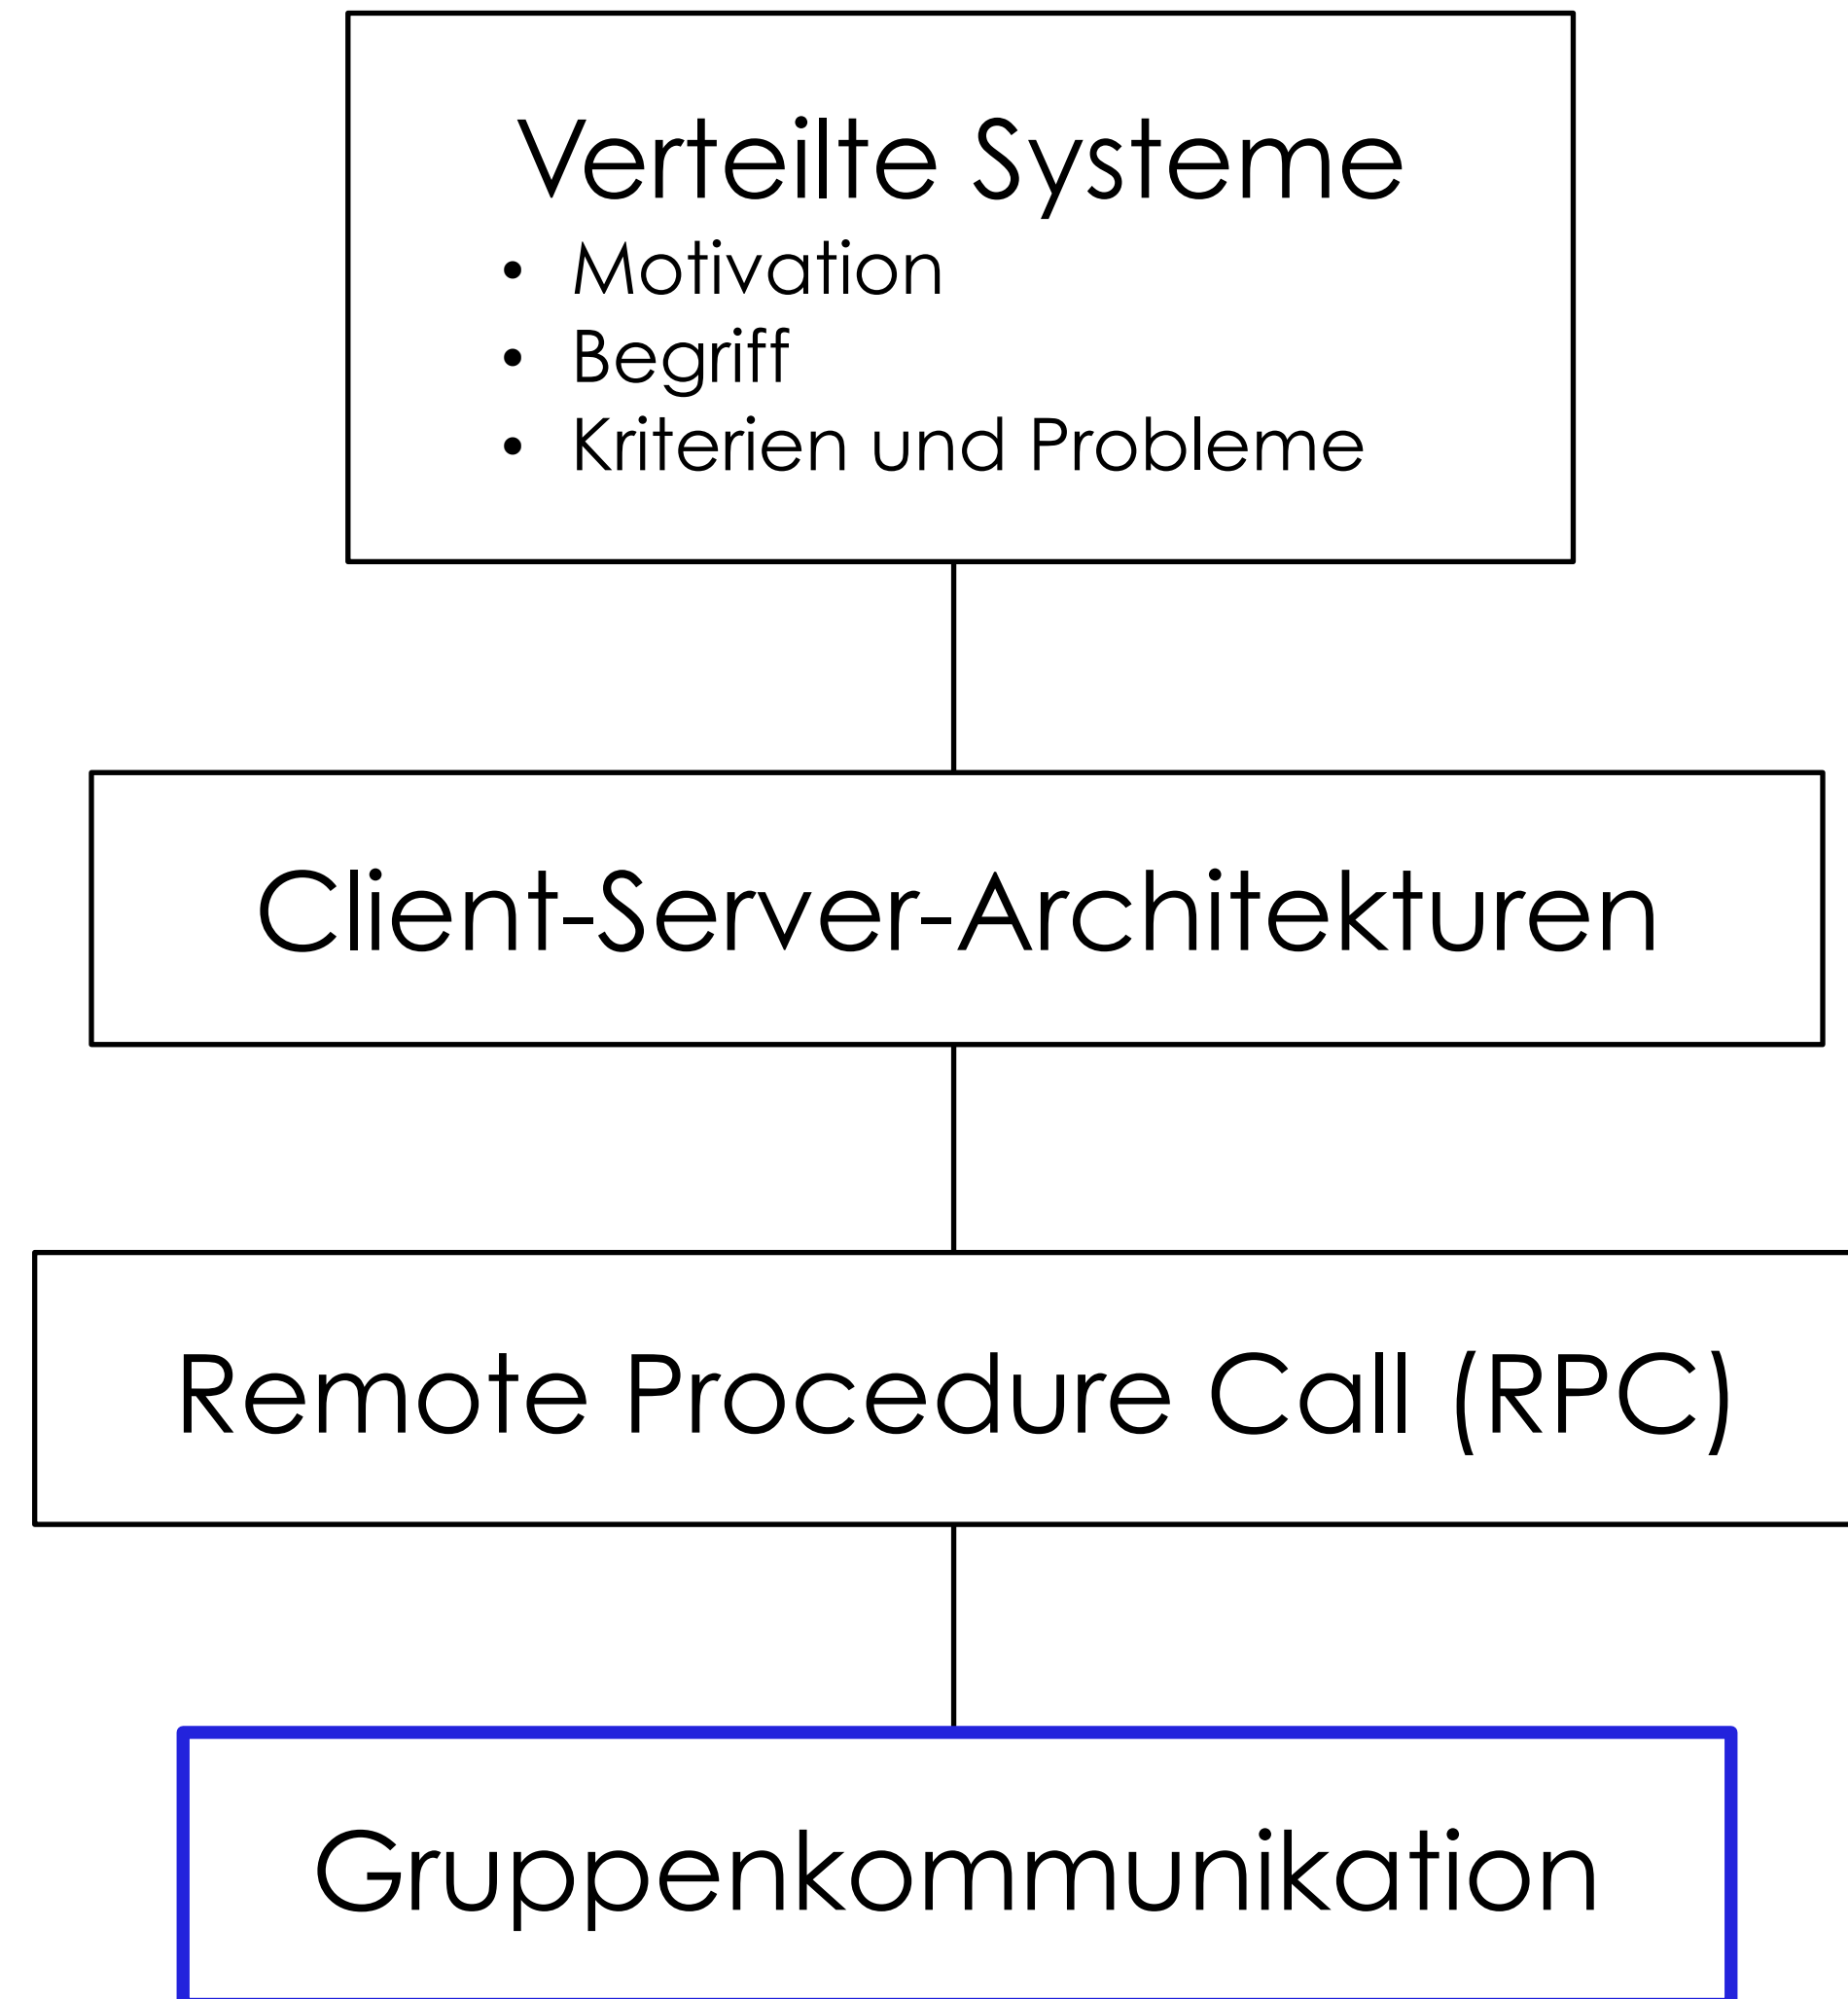 Verteilte Systeme
• Motivation
• Begriff
• Kriterien und Probleme
Client-Server-Architekturen
Remote Procedure Call (RPC)
Gruppenkommunikation